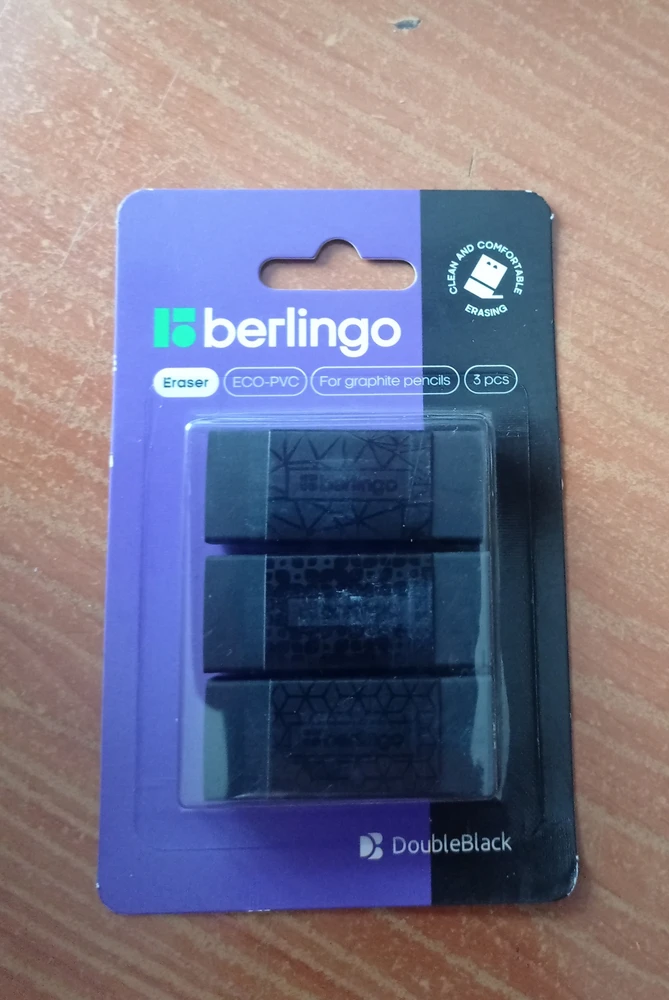 CLEAN AND COMFORTABLE
ERASING
berlingo
Eraser ECO-PVC For graphite pencils 3 pcs
berlingo
DoubleBlack